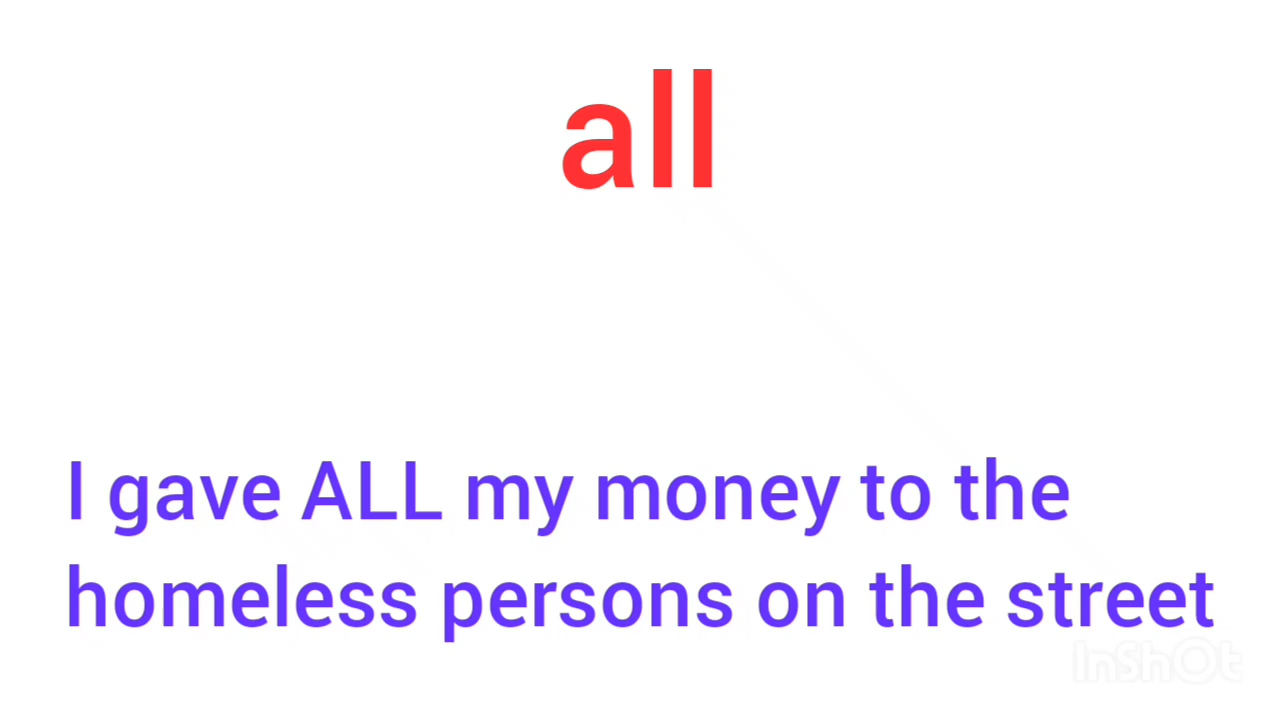 all
I gave ALL my money to the
homeless persons on the street
InShOt